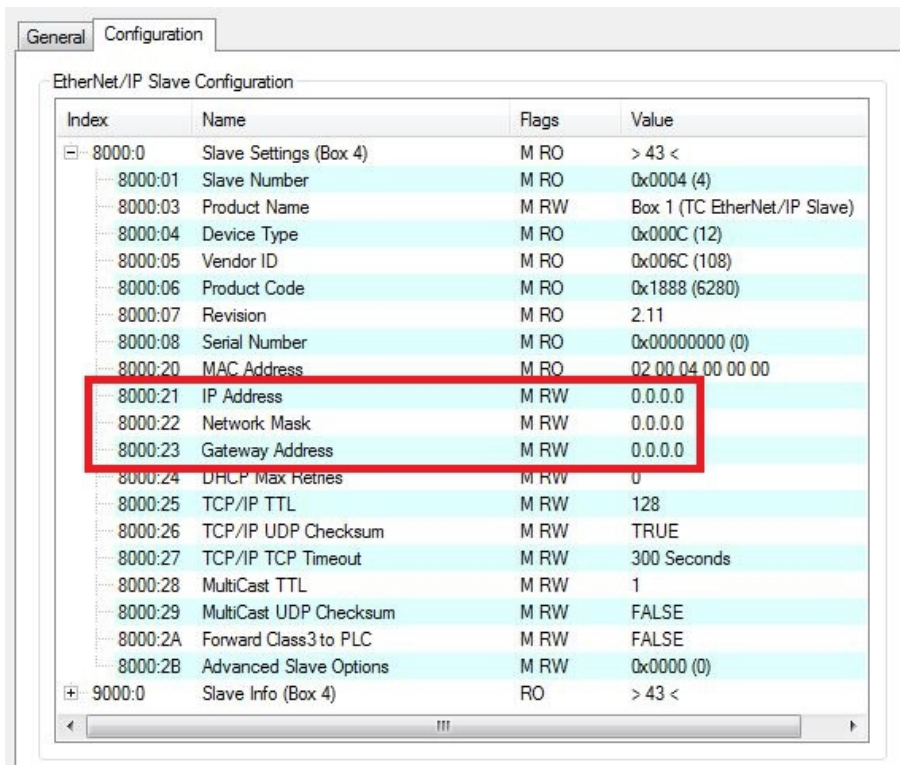 General Configuration
EtherNet/IP Slave Configuration
Index Name Flags Value
8000:0 Slave Settings (Box 4) M RO > 43 <
8000:01 Slave Number M RO 0x0004 (4)
8000:03 Product Name M RW Box 1 (TC EtherNet/IP Slave)
8000:04 Device Type M RO 0x000C (12)
8000:05 Vendor ID M RO 0x006C (108)
8000:06 Product Code M RO 0x1888 (6280)
8000:07 Revision M RO 2.11
8000:08 Serial Number M RO 0x00000000 (0)
8000:20 MAC Address M RO 02 00 04 00 00 00
8000:21 IP Address M RW 0.0.0.0
8000:22 Network Mask M RW 0.0.0.0
8000:23 Gateway Address M RW 0.0.0.0
8000:24 DHCP Max Retries M RW 0
8000:25 TCP/IP TTL M RW 128
8000:26 TCP/IP UDP Checksum M RW TRUE
8000:27 TCP/IP TCP Timeout M RW 300 Seconds
8000:28 MultiCast TTL M RW 1
8000:29 MultiCast UDP Checksum M RW FALSE
8000:2A Forward Class3 to PLC M RW FALSE
8000:2B Advanced Slave Options M RW 0x0000 (0)
9000:0 Slave Info (Box 4) RO > 43 <